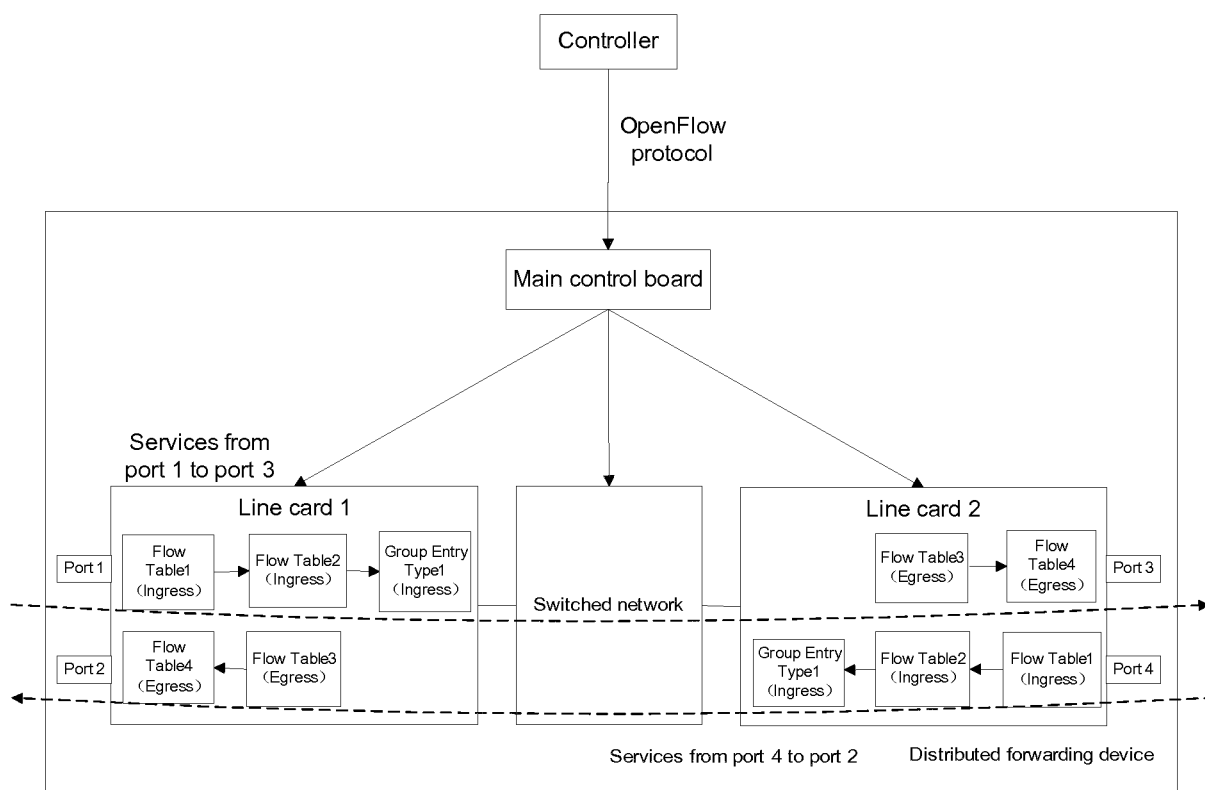 Controller
OpenFlow
protocol
Main control board
Services from
port 1 to port 3
Line card 1
Port 1
Flow
Table1
(Ingress)
Flow Table2
(Ingress)
Group Entry
Type1
(Ingress)
Port 2
Flow
Table4
(Egress)
Flow Table3
(Egress)
Switched network
Line card 2
Flow Table3
(Egress)
Flow
Table4
(Egress)
Port 3
Group Entry
Type1
(Ingress)
Flow Table2
(Ingress)
Flow Table1
(Ingress)
Port 4
Services from port 4 to port 2
Distributed forwarding device